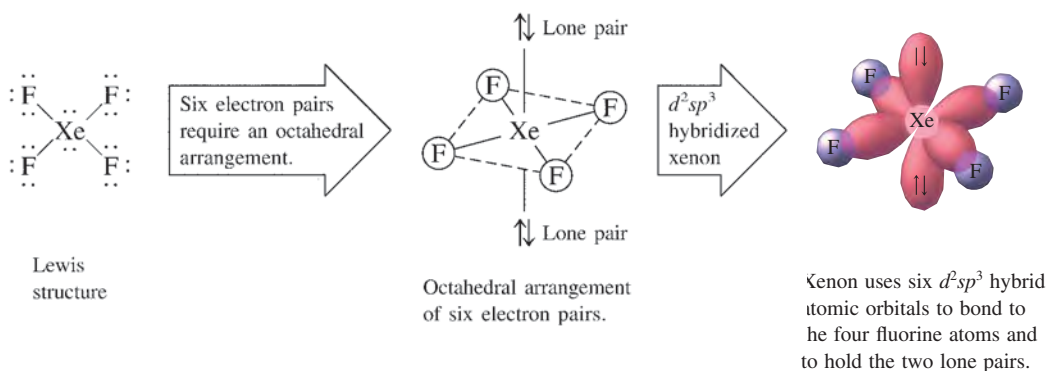 F F
Xe
F F
Lewis
structure
Six electron pairs
require an octahedral
arrangement.
⇅ Lone pair
F
F
Xe
F
F
⇅ Lone pair
Octahedral arrangement
of six electron pairs.
d²sp³
hybridized
xenon
↓↓
F
F
Xe
F
F
↑↓
Xenon uses six d²sp³ hybrid
atomic orbitals to bond to
the four fluorine atoms and
to hold the two lone pairs.